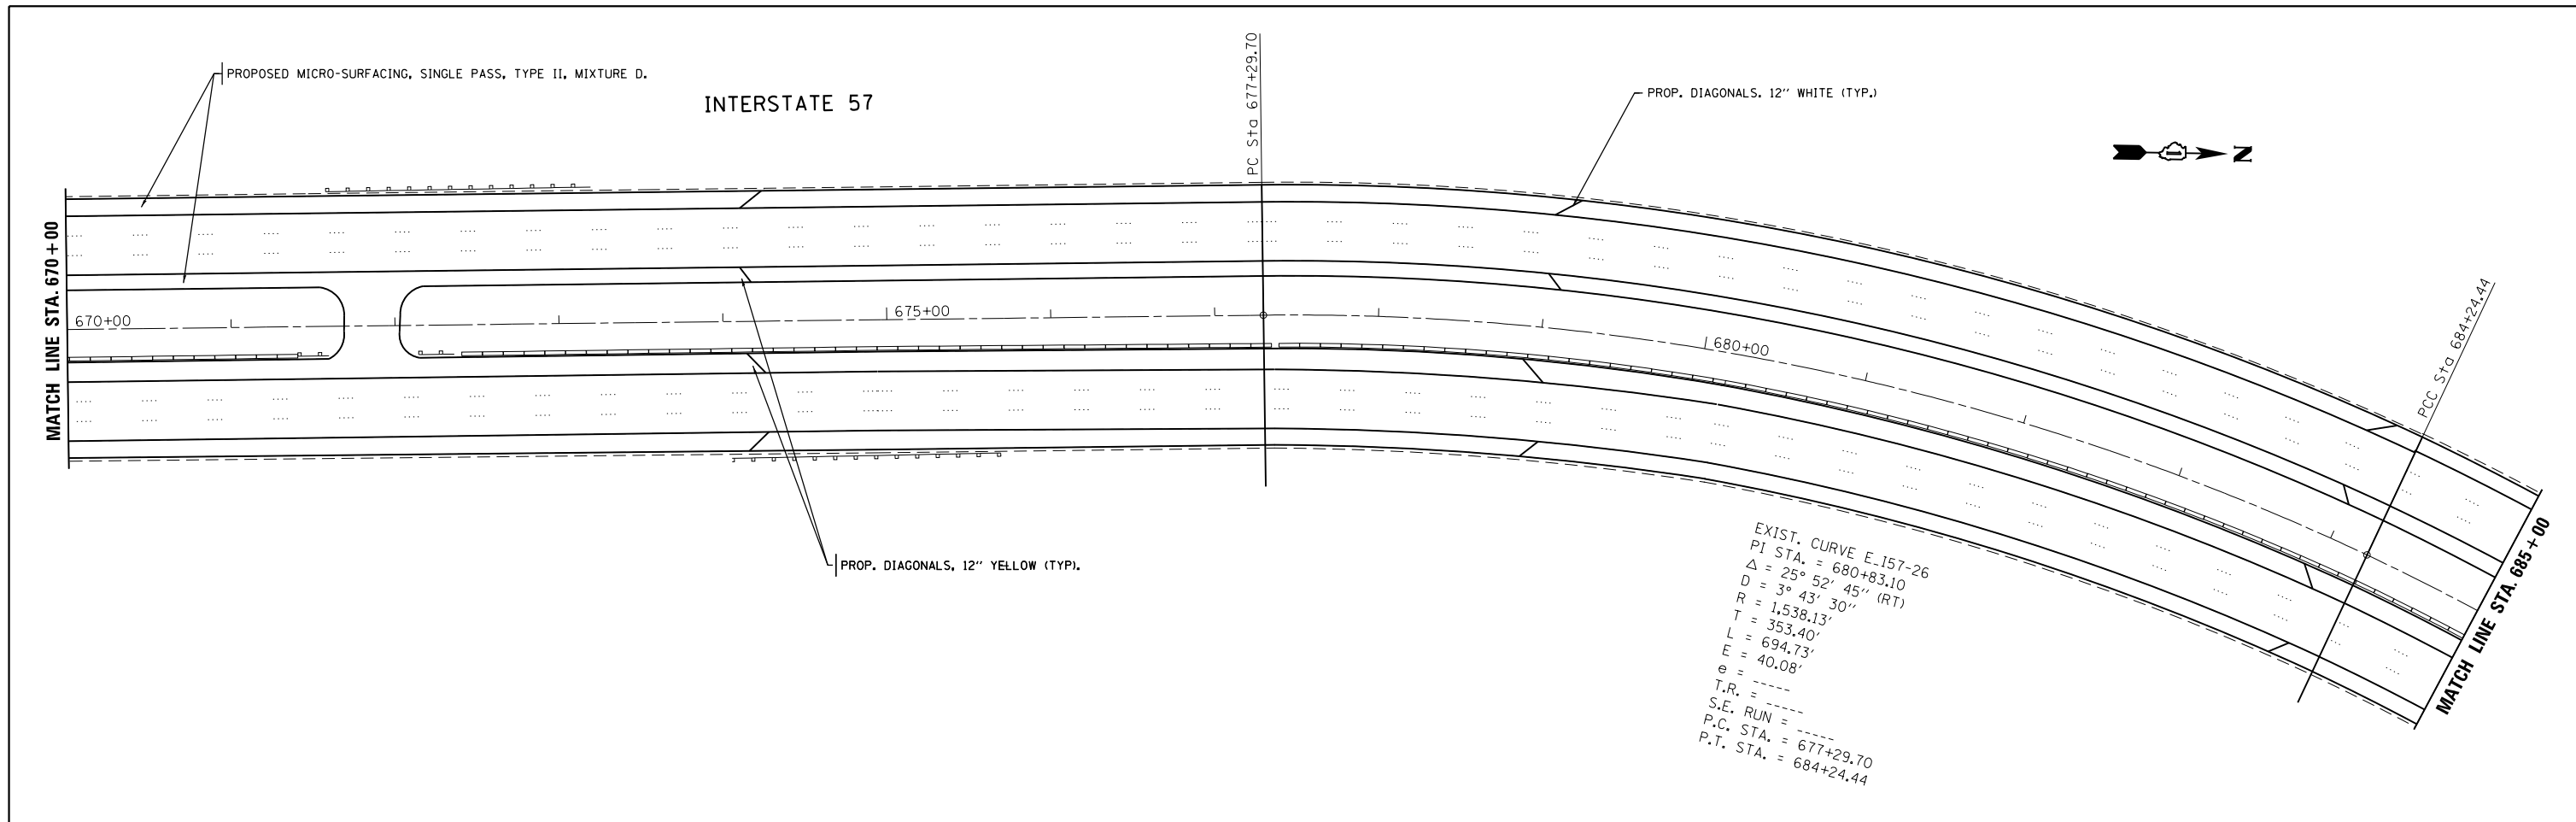 PROPOSED MICRO-SURFACING, SINGLE PASS, TYPE II, MIXTURE D.
INTERSTATE 57
PC Sta 677+29.70
PROP. DIAGONALS. 12" WHITE (TYP.)
N
MATCH LINE STA. 670+00
670+00
675+00
680+00
PCC Sta 684+24.44
MATCH LINE STA. 685+00
PROP. DIAGONALS, 12" YELLOW (TYP).
EXIST. CURVE E_I57-26
PI STA. = 680+83.10
Δ = 25° 52' 45" (RT)
D = 3° 43' 30"
R = 1,538.13'
T = 353.40'
L = 694.73'
E = 40.08'
e = -----
T.R. = -----
S.E. RUN = -----
P.C. STA. = 677+29.70
P.T. STA. = 684+24.44